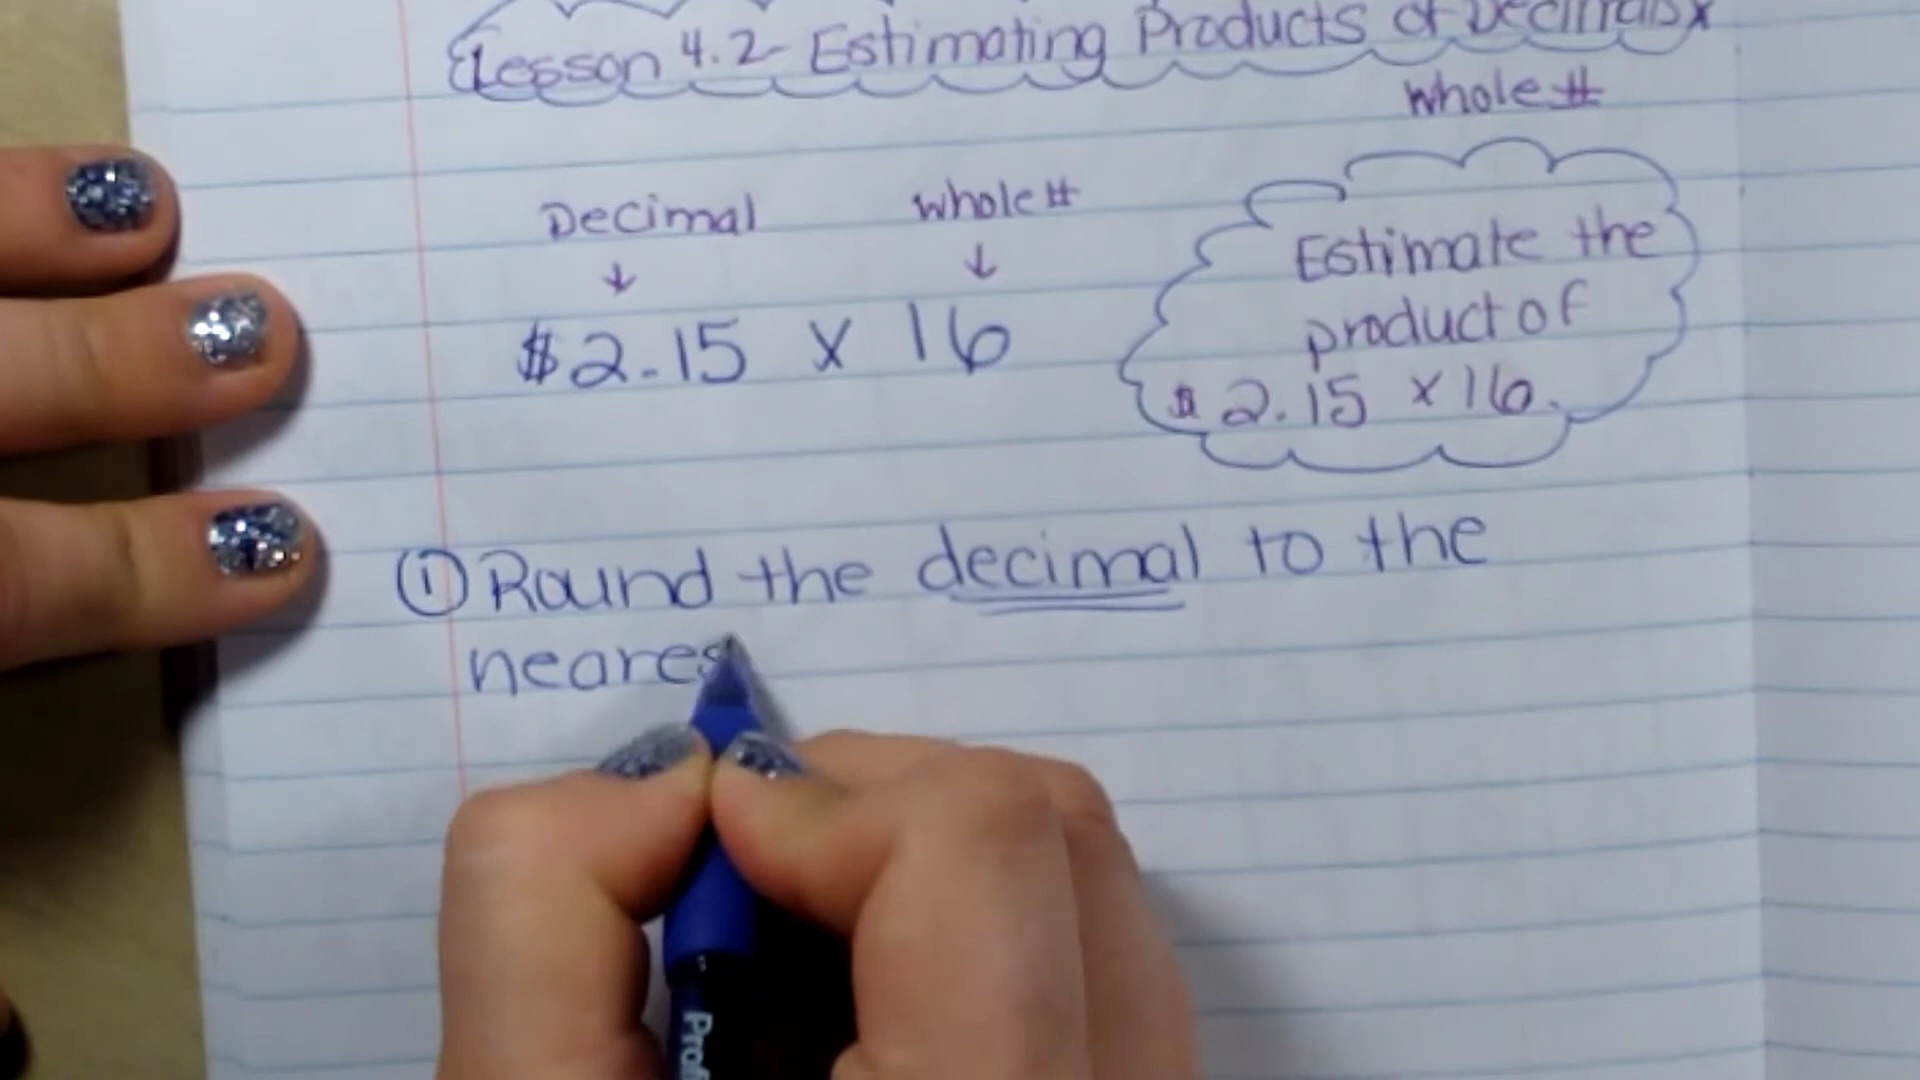 Lesson 4.2- Estimating Products of Decimals x
whole #
Decimal
whole #
↓
↓
$2.15 x 16
Estimate the
product of
$2.15 x 16.
① Round the decimal to the
neares
Profi